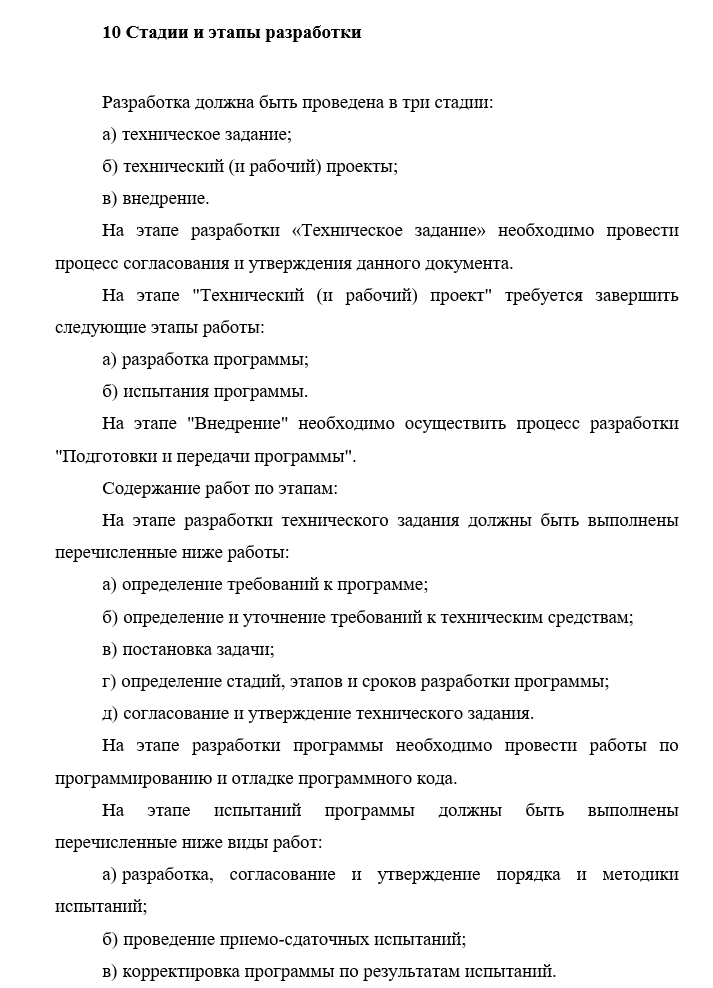 10 Стадии и этапы разработки
Разработка должна быть проведена в три стадии:
а) техническое задание;
б) технический (и рабочий) проекты;
в) внедрение.
На этапе разработки «Техническое задание» необходимо провести
процесс согласования и утверждения данного документа.
На этапе "Технический (и рабочий) проект" требуется завершить
следующие этапы работы:
а) разработка программы;
б) испытания программы.
На этапе "Внедрение" необходимо осуществить процесс разработки
"Подготовки и передачи программы".
Содержание работ по этапам:
На этапе разработки технического задания должны быть выполнены
перечисленные ниже работы:
а) определение требований к программе;
б) определение и уточнение требований к техническим средствам;
в) постановка задачи;
г) определение стадий, этапов и сроков разработки программы;
д) согласование и утверждение технического задания.
На этапе разработки программы необходимо провести работы по
программированию и отладке программного кода.
На этапе испытаний программы должны быть выполнены
перечисленные ниже виды работ:
а) разработка, согласование и утверждение порядка и методики
испытаний;
б) проведение приемо-сдаточных испытаний;
в) корректировка программы по результатам испытаний.